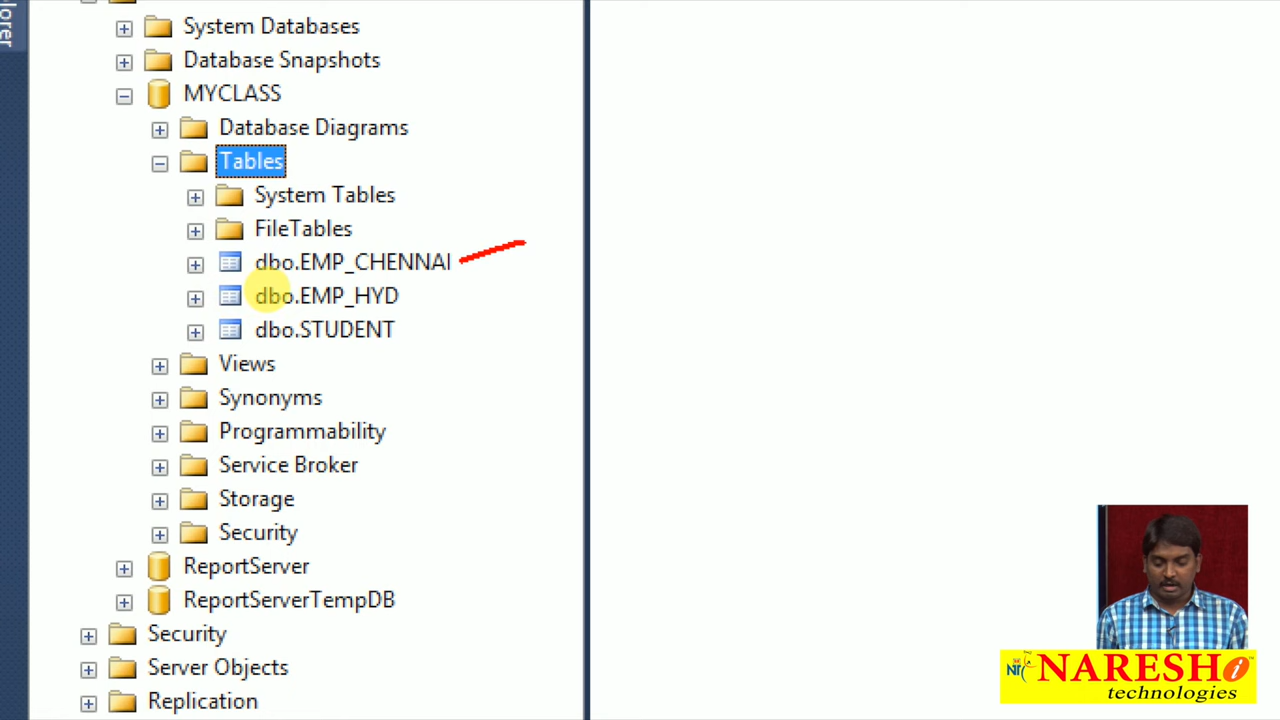 lorer
System Databases
Database Snapshots
MYCLASS
Database Diagrams
Tables
System Tables
FileTables
dbo.EMP_CHENNAI
dbo.EMP_HYD
dbo.STUDENT
Views
Synonyms
Programmability
Service Broker
Storage
Security
ReportServer
ReportServerTempDB
Security
Server Objects
Replication
NARESH i
technologies